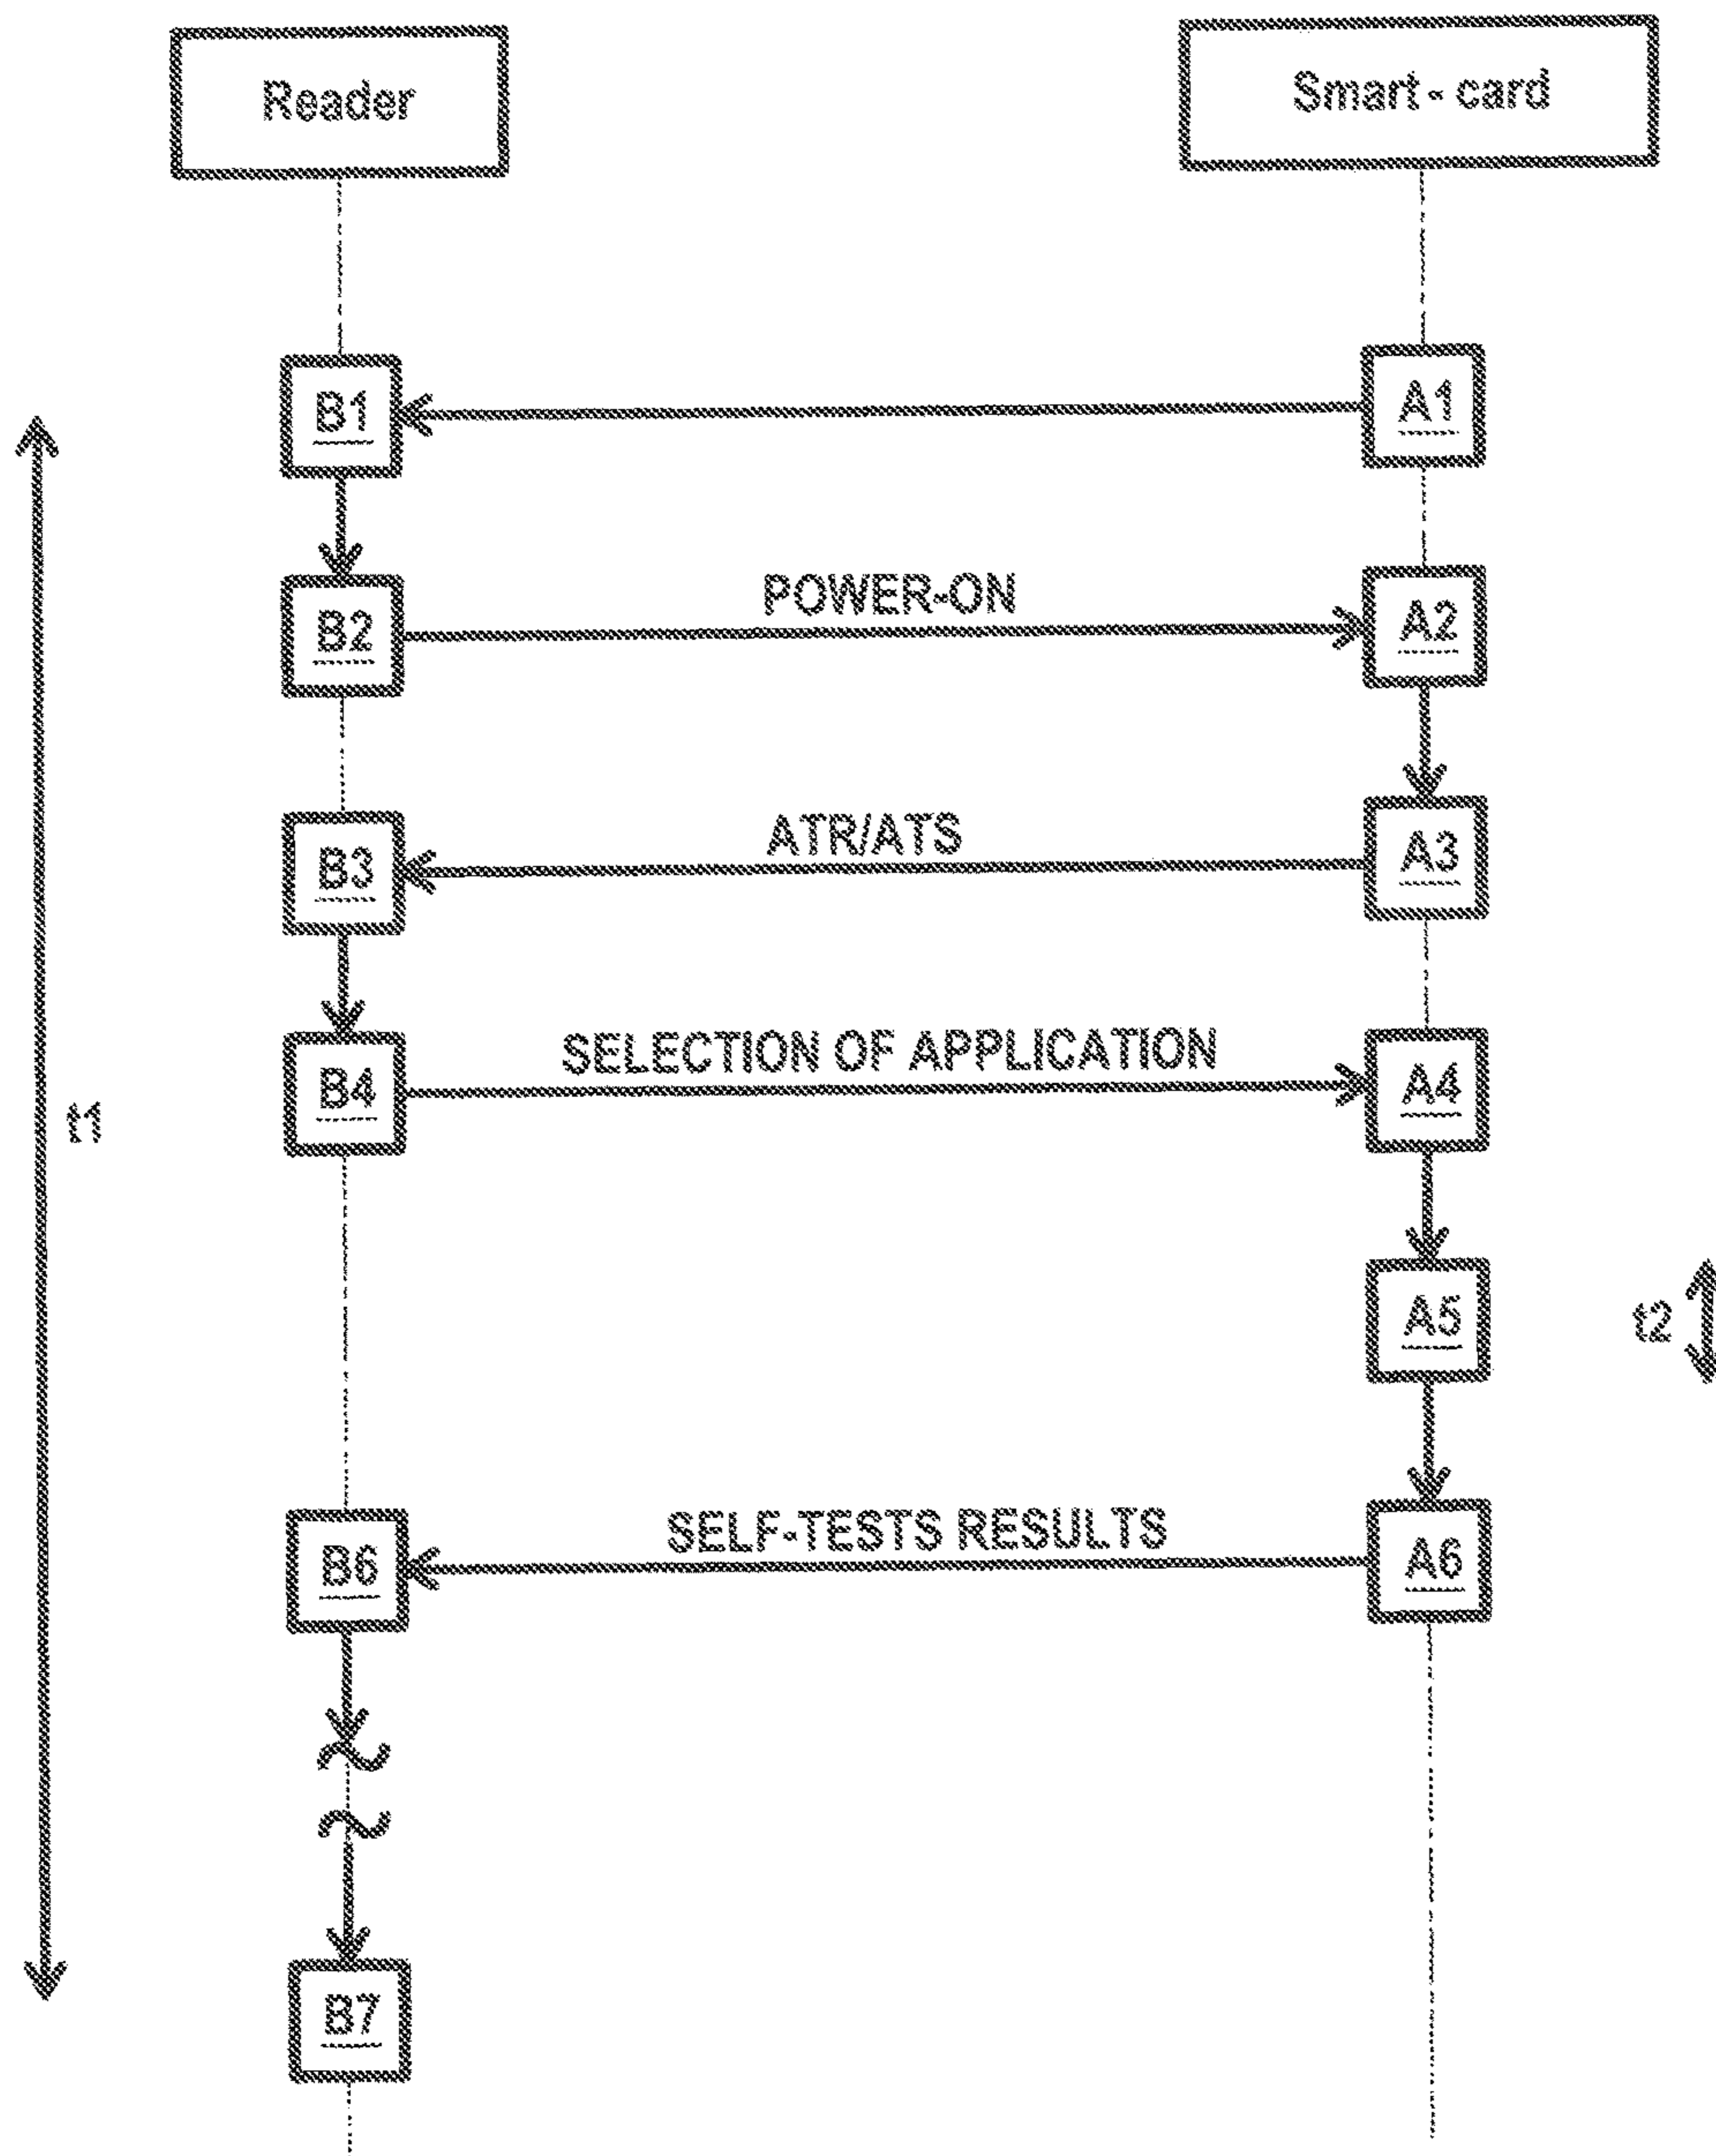 Reader
Smart - card
B1
A1
POWER-ON
B2
A2
ATR/ATS
B3
A3
SELECTION OF APPLICATION
B4
A4
t1
A5
t2
SELF-TESTS RESULTS
B6
A6
B7